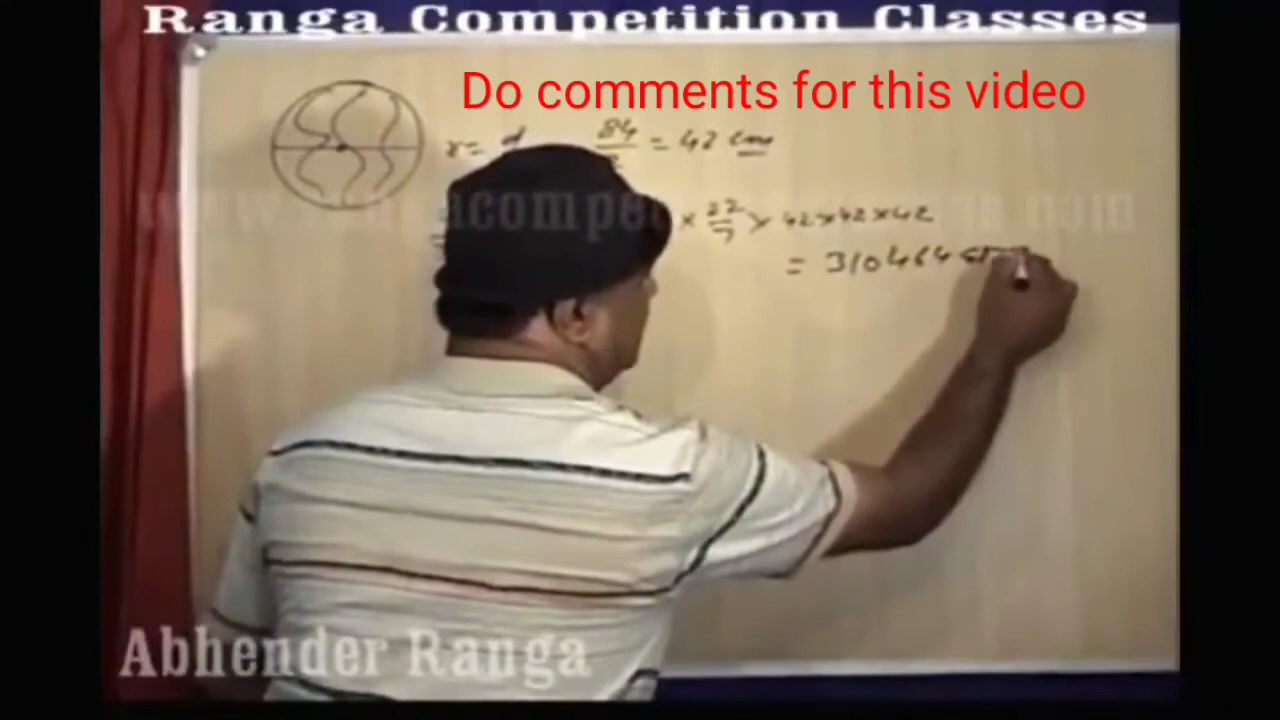 Ranga Competition Classes
Do comments for this video
r = d 84 = 42 cm
× 22/7 × 42×42×42
= 310464
Abhender Ranga